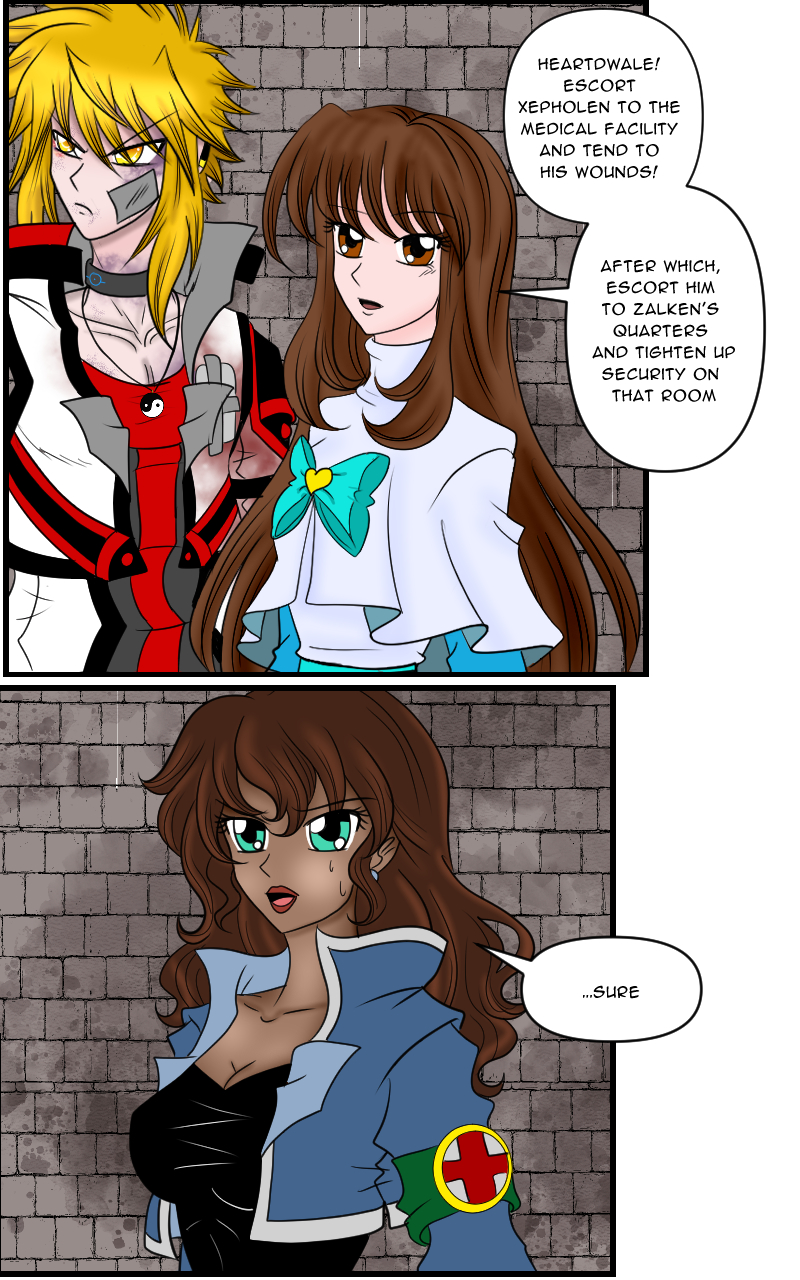 HEARTDWALE!
ESCORT
XEPHOLEN TO THE
MEDICAL FACILITY
AND TEND TO
HIS WOUNDS!
AFTER WHICH,
ESCORT HIM
TO ZALKEN'S
QUARTERS
AND TIGHTEN UP
SECURITY ON
THAT ROOM
...SURE